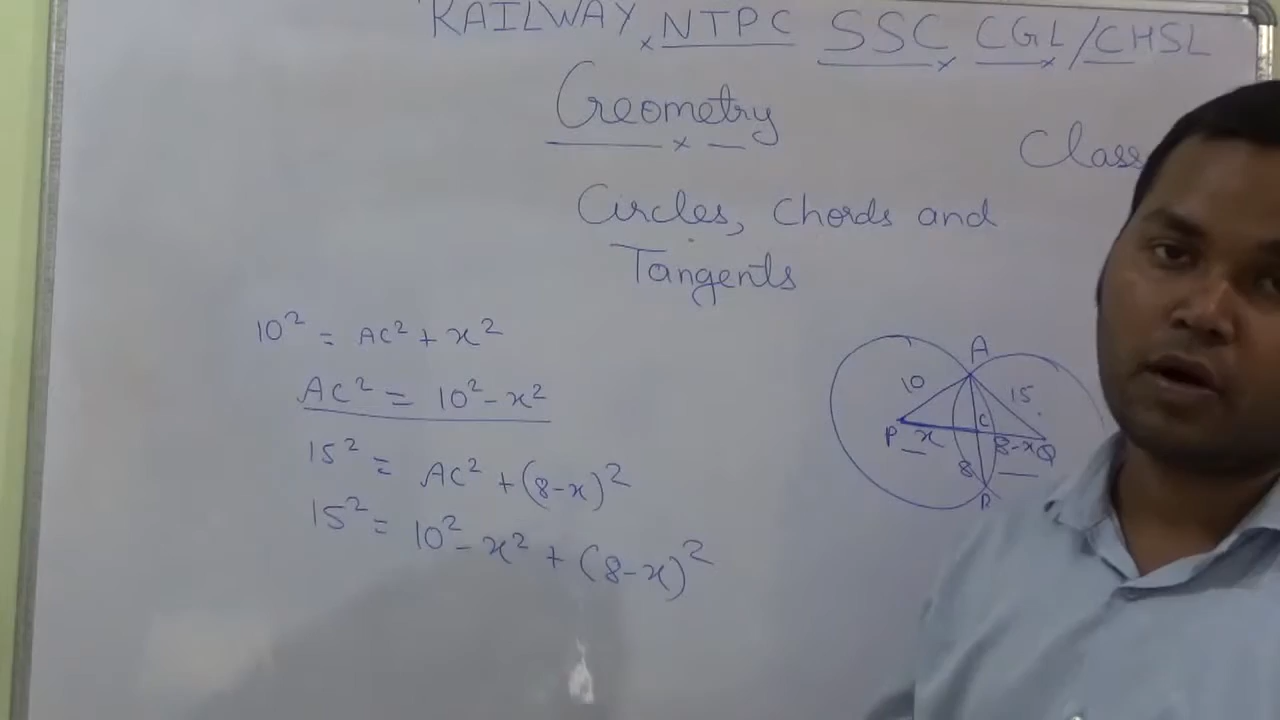 RAILWAY NTPC SSC CGL/CHSL
Geometry
Class
Circles, Chords and
Tangents
10² = AC² + x²
AC² = 10² - x²
15² = AC² + (8-x)²
15² = 10² - x² + (8-x)²
A
10
15
C
P x
8-x Q
8